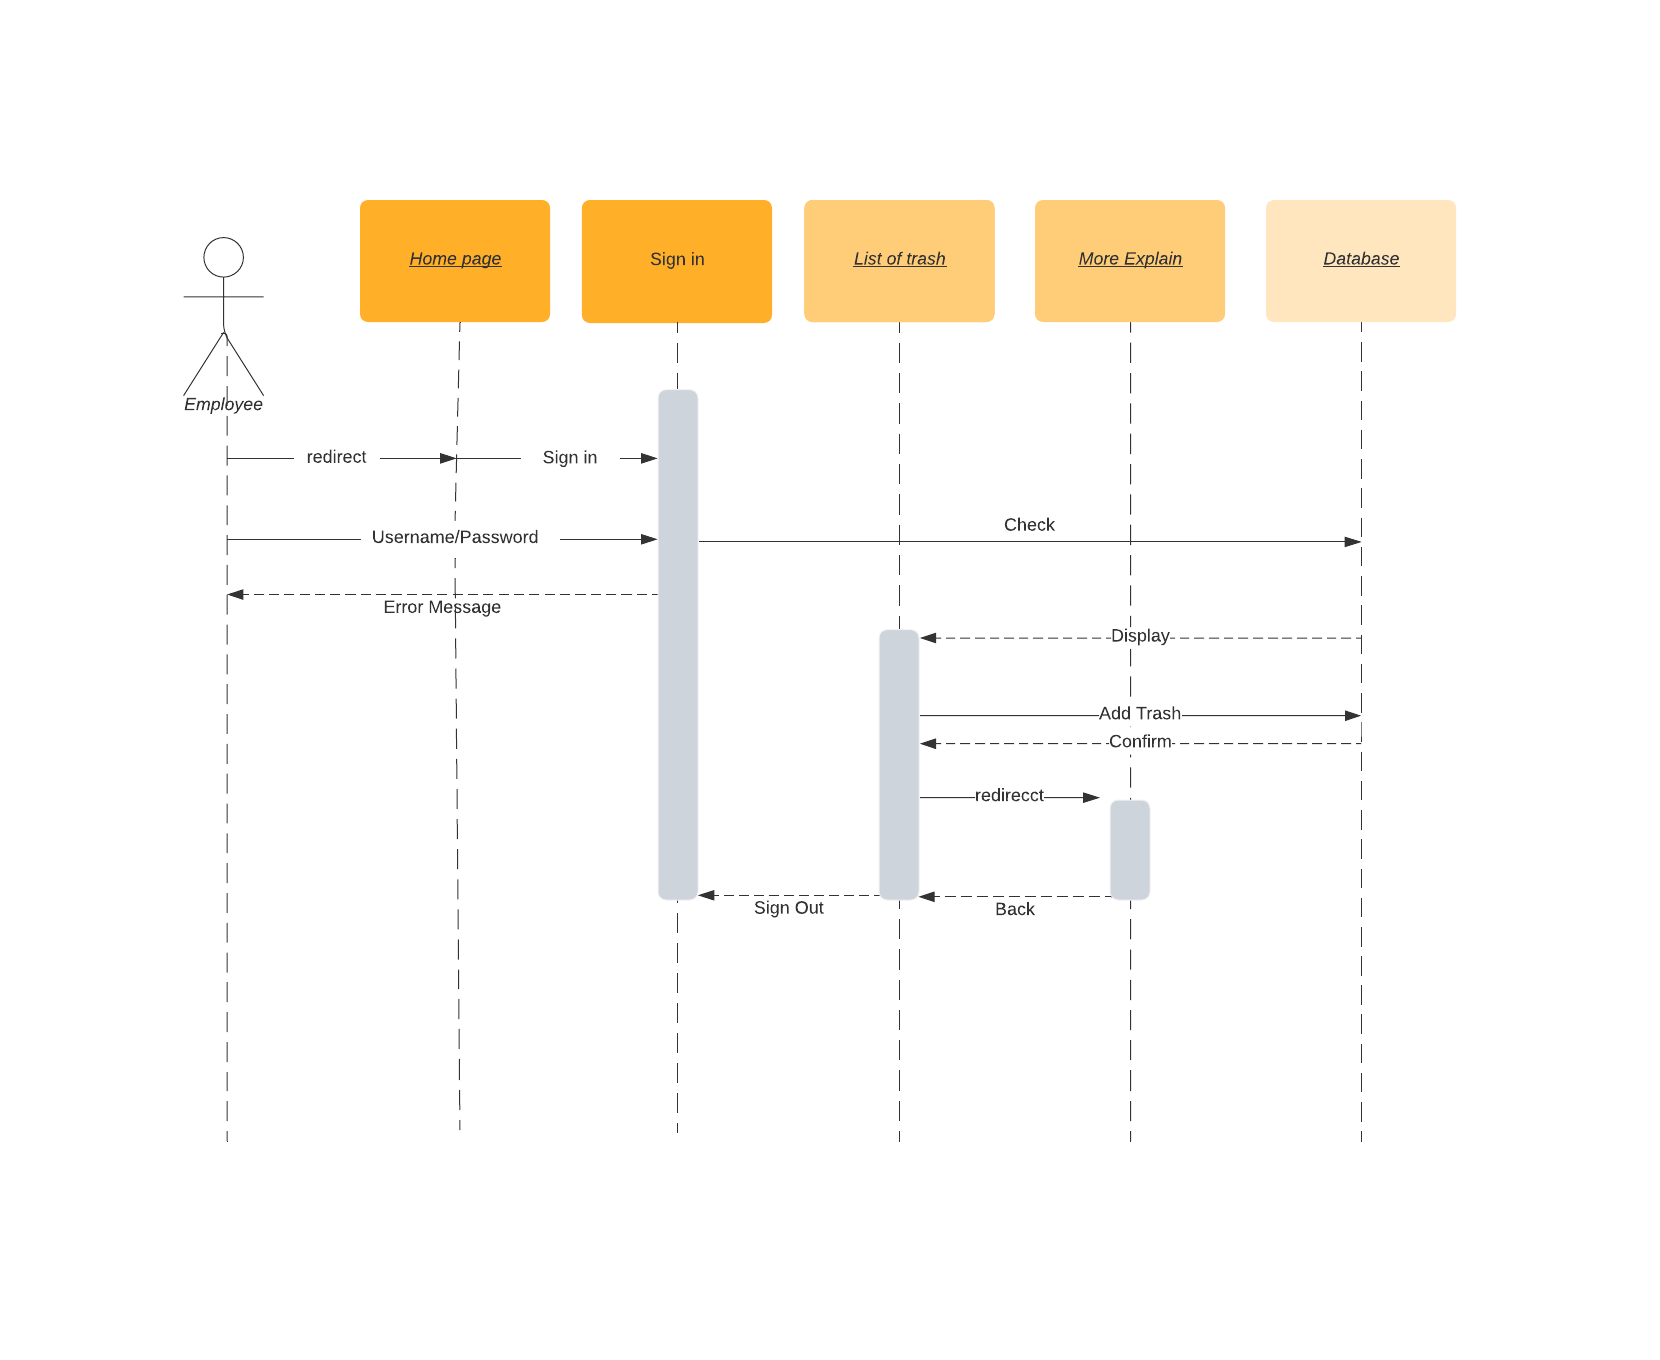 Home page
Sign in
List of trash
More Explain
Database
Employee
redirect
Sign in
Check
Username/Password
Error Message
Display
Add Trash
Confirm
redirecct
Sign Out
Back